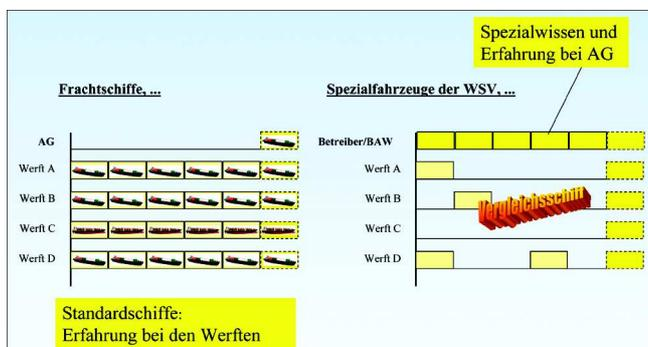 Spezialwissen und
Erfahrung bei AG
Frachtschiffe, ...
AG
Werft A
Werft B
Werft C
Werft D
Standardschiffe:
Erfahrung bei den Werften
Spezialfahrzeuge der WSV, ...
Betreiber/BAW
Werft A
Werft B
Werft C
Werft D
Vergleichsschiff